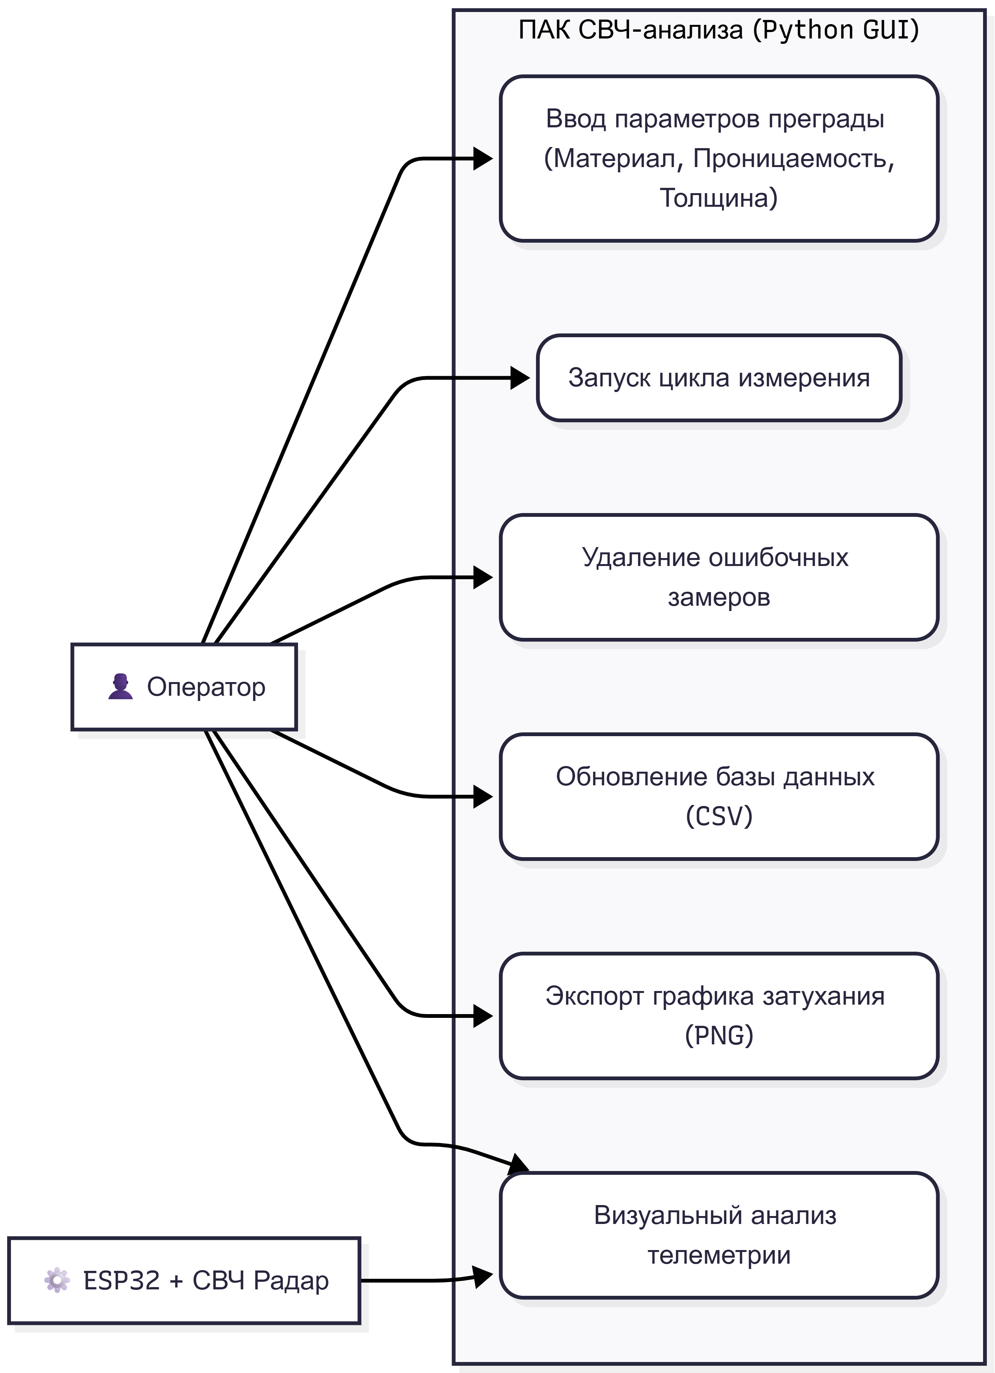 ПАК СВЧ-анализа (Python GUI)
Ввод параметров преграды
(Материал, Проницаемость,
Толщина)
Запуск цикла измерения
Удаление ошибочных
замеров
Оператор
Обновление базы данных
(CSV)
Экспорт графика затухания
(PNG)
Визуальный анализ
телеметрии
ESP32 + СВЧ Радар